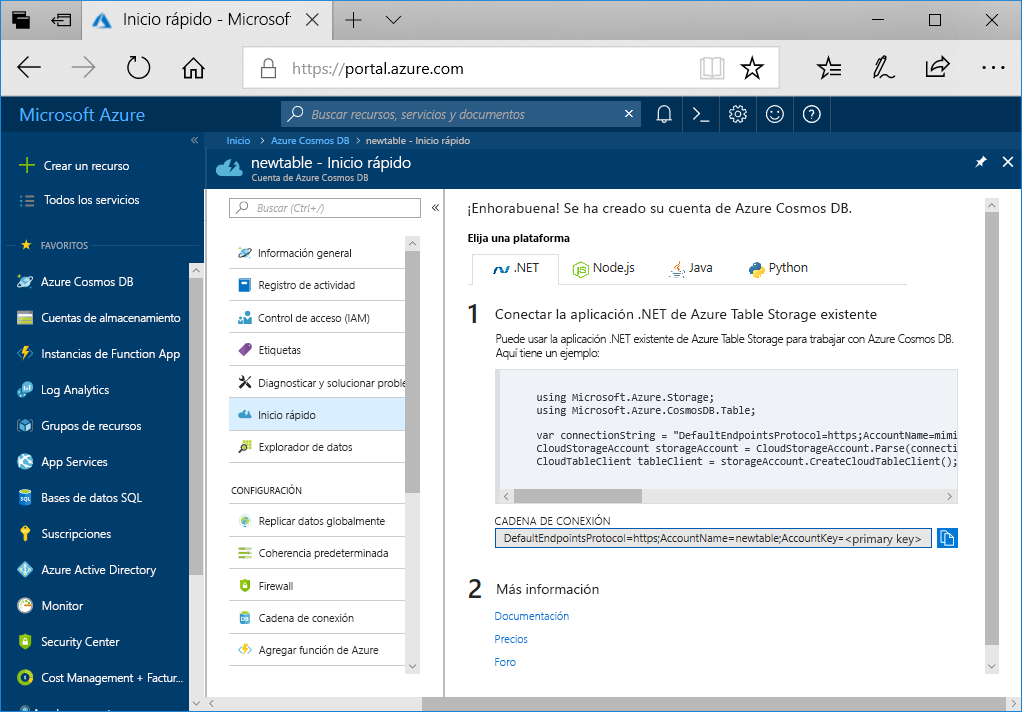 Inicio rápido - Microsof
https://portal.azure.com
Microsoft Azure
Buscar recursos, servicios y documentos
Inicio > Azure Cosmos DB > newtable - Inicio rápido
newtable - Inicio rápido
Cuenta de Azure Cosmos DB
Crear un recurso
Todos los servicios
FAVORITOS
Azure Cosmos DB
Cuentas de almacenamiento
Instancias de Function App
Log Analytics
Grupos de recursos
App Services
Bases de datos SQL
Suscripciones
Azure Active Directory
Monitor
Security Center
Cost Management + Factur...
Buscar (Ctrl+/)
Información general
Registro de actividad
Control de acceso (IAM)
Etiquetas
Diagnosticar y solucionar proble
Inicio rápido
Explorador de datos
CONFIGURACIÓN
Replicar datos globalmente
Coherencia predeterminada
Firewall
Cadena de conexión
Agregar función de Azure
¡Enhorabuena! Se ha creado su cuenta de Azure Cosmos DB.
Elija una plataforma
.NET Node.js Java Python
1 Conectar la aplicación .NET de Azure Table Storage existente
Puede usar la aplicación .NET existente de Azure Table Storage para trabajar con Azure Cosmos DB.
Aquí tiene un ejemplo:
using Microsoft.Azure.Storage;
using Microsoft.Azure.CosmosDB.Table;
var connectionString = "DefaultEndpointsProtocol=https;AccountName=mimi
CloudStorageAccount storageAccount = CloudStorageAccount.Parse(connecti
CloudTableClient tableClient = storageAccount.CreateCloudTableClient();
CADENA DE CONEXIÓN
DefaultEndpointsProtocol=https;AccountName=newtable;AccountKey=<primary key>
2 Más información
Documentación
Precios
Foro